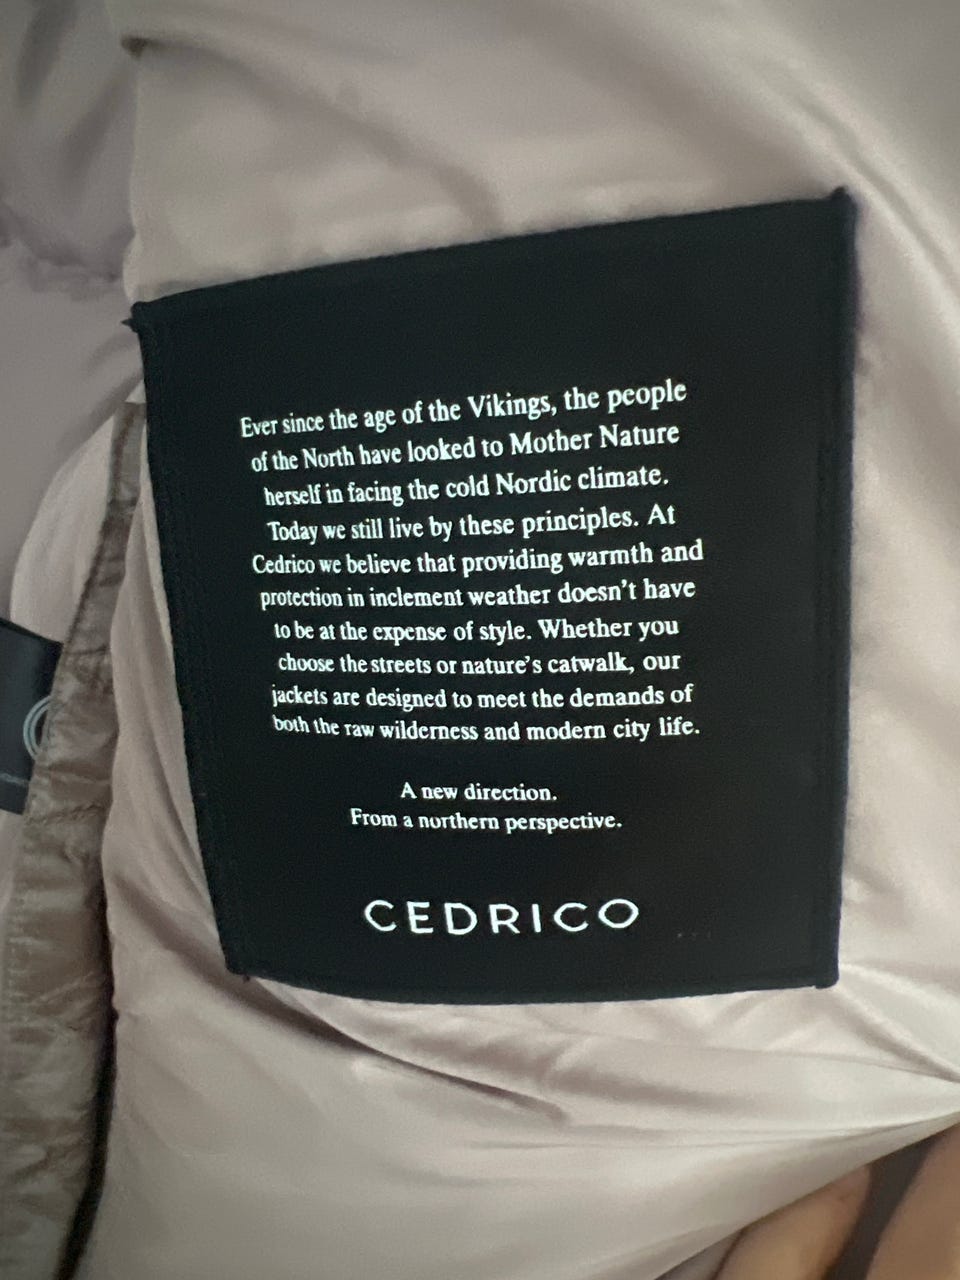 Ever since the age of the Vikings, the people
of the North have looked to Mother Nature
herself in facing the cold Nordic climate.
Today we still live by these principles. At
Cedrico we believe that providing warmth and
protection in inclement weather doesn't have
to be at the expense of style. Whether you
choose the streets or nature's catwalk, our
jackets are designed to meet the demands of
both the raw wilderness and modern city life.
A new direction.
From a northern perspective.
CEDRICO